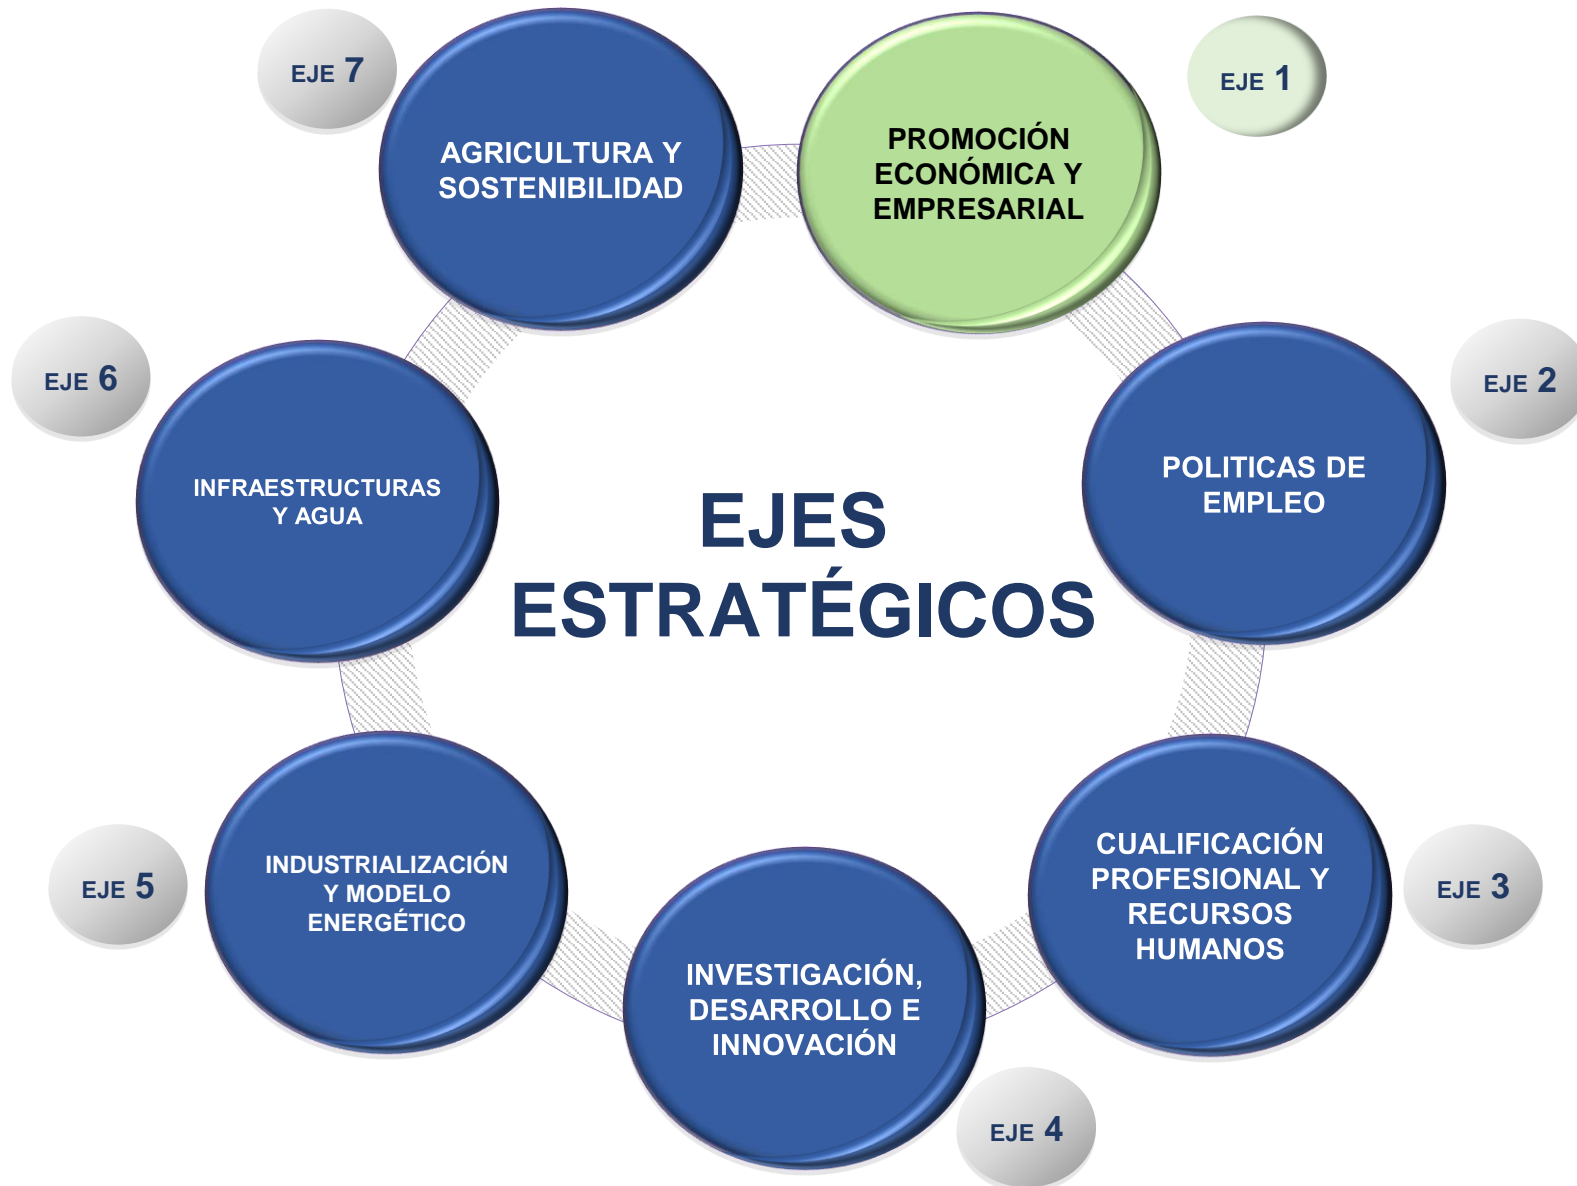 EJE 7
AGRICULTURA Y
SOSTENIBILIDAD
PROMOCIÓN
ECONÓMICA Y
EMPRESARIAL
EJE 1
EJE 6
INFRAESTRUCTURAS
Y AGUA
EJE 2
POLITICAS DE
EMPLEO
EJES
ESTRATÉGICOS
EJE 5
INDUSTRIALIZACIÓN
Y MODELO
ENERGÉTICO
CUALIFICACIÓN
PROFESIONAL Y
RECURSOS
HUMANOS
EJE 3
INVESTIGACIÓN,
DESARROLLO E
INNOVACIÓN
EJE 4